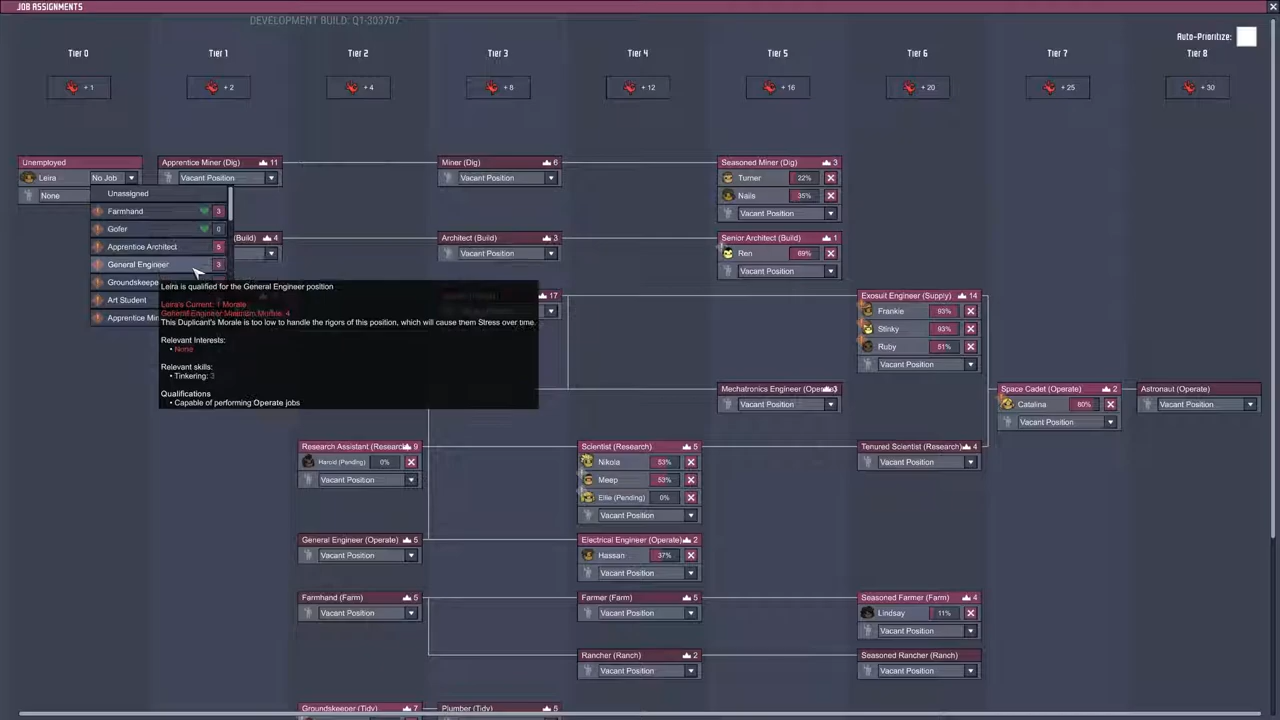 JOB ASSIGNMENTS
DEVELOPMENT BUILD: Q1-303707
Auto-Prioritize:
Tier 0 Tier 1 Tier 2 Tier 3 Tier 4 Tier 5 Tier 6 Tier 7 Tier 8
+ 1 + 2 + 4 + 8 + 12 + 16 + 20 + 25 + 30
Unemployed
Leira No Job
None
Unassigned
Farmhand 3
Gofer 0
Apprentice Architect 5
General Engineer 3
Groundskeepe
Art Student
Apprentice Min
Leira is qualified for the General Engineer position
Leira's Current: 1 Morale
General Engineer Minimum Morale: 4
This Duplicant's Morale is too low to handle the rigors of this position, which will cause them Stress over time.
Relevant Interests:
• None
Relevant skills:
• Tinkering: 3
Qualifications
• Capable of performing Operate jobs
Apprentice Miner (Dig) 11
Vacant Position
(Build) 4
Research Assistant (Researc 9
Harold (Pending) 0%
Vacant Position
General Engineer (Operate) 5
Vacant Position
Farmhand (Farm) 5
Vacant Position
Groundskeeper (Tidy) 7
Miner (Dig) 6
Vacant Position
Architect (Build) 3
Vacant Position
17
Plumber (Tidy) 5
Scientist (Research) 5
Nikola 53%
Meep 53%
Ellie (Pending) 0%
Vacant Position
Electrical Engineer (Operate) 2
Hassan 37%
Vacant Position
Farmer (Farm) 5
Vacant Position
Rancher (Ranch) 2
Vacant Position
Seasoned Miner (Dig) 3
Turner 22%
Nails 35%
Vacant Position
Senior Architect (Build) 1
Ren 69%
Vacant Position
Mechatronics Engineer (Opera 3
Vacant Position
Exosuit Engineer (Supply) 14
Frankie 93%
Stinky 93%
Ruby 51%
Vacant Position
Tenured Scientist (Research) 4
Vacant Position
Seasoned Farmer (Farm) 4
Lindsay 11%
Vacant Position
Seasoned Rancher (Ranch)
Vacant Position
Space Cadet (Operate) 2
Catalina 80%
Vacant Position
Astronaut (Operate)
Vacant Position